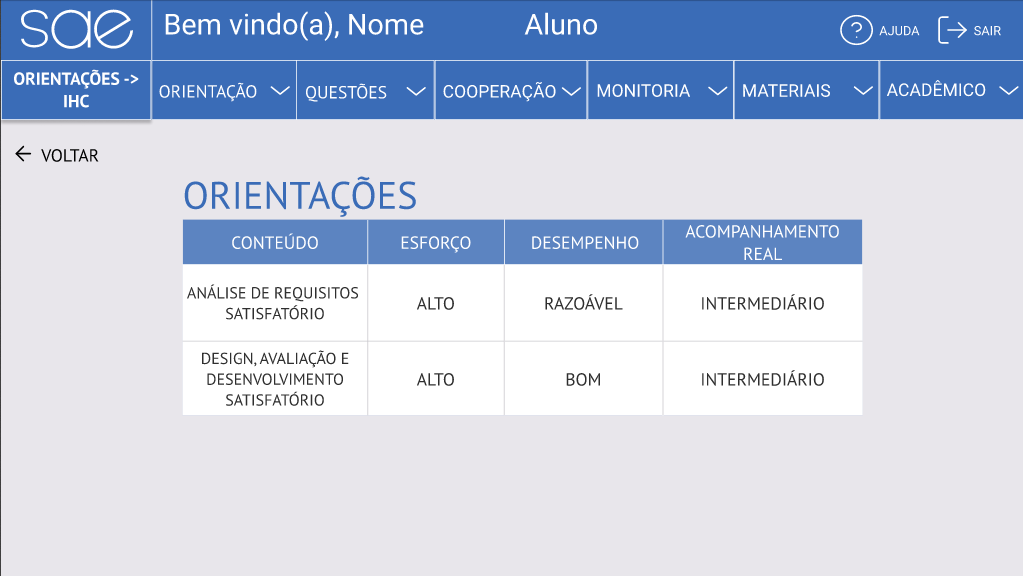 sae
Bem vindo(a), Nome
Aluno
? AJUDA
SAIR
ORIENTAÇÕES ->
IHC
ORIENTAÇÃO
QUESTÕES
COOPERAÇÃO
MONITORIA
MATERIAIS
ACADÊMICO
← VOLTAR
ORIENTAÇÕES
CONTEÚDO
ESFORÇO
DESEMPENHO
ACOMPANHAMENTO
REAL
ANÁLISE DE REQUISITOS
SATISFATÓRIO
ALTO
RAZOÁVEL
INTERMEDIÁRIO
DESIGN, AVALIAÇÃO E
DESENVOLVIMENTO
SATISFATÓRIO
ALTO
BOM
INTERMEDIÁRIO